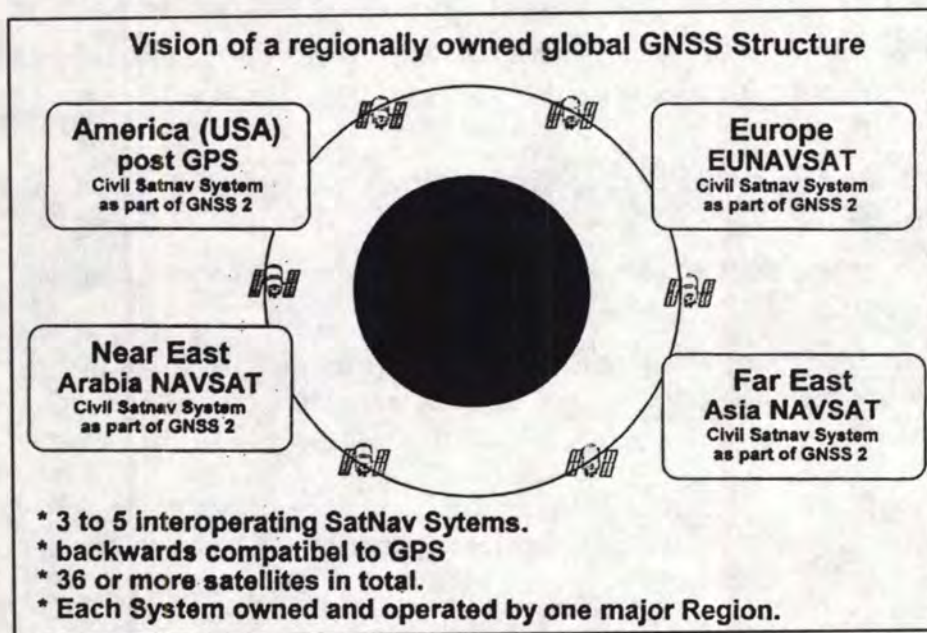 Vision of a regionally owned global GNSS Structure
America (USA)
post GPS
Civil Satnav System
as part of GNSS 2
Europe
EUNAVSAT
Civil Satnav System
as part of GNSS 2
Near East
Arabia NAVSAT
Civil Satnav System
as part of GNSS 2
Far East
Asia NAVSAT
Civil Satnav System
as part of GNSS 2
* 3 to 5 interoperating SatNav Sytems.
* backwards compatibel to GPS
* 36 or more satellites in total.
* Each System owned and operated by one major Region.